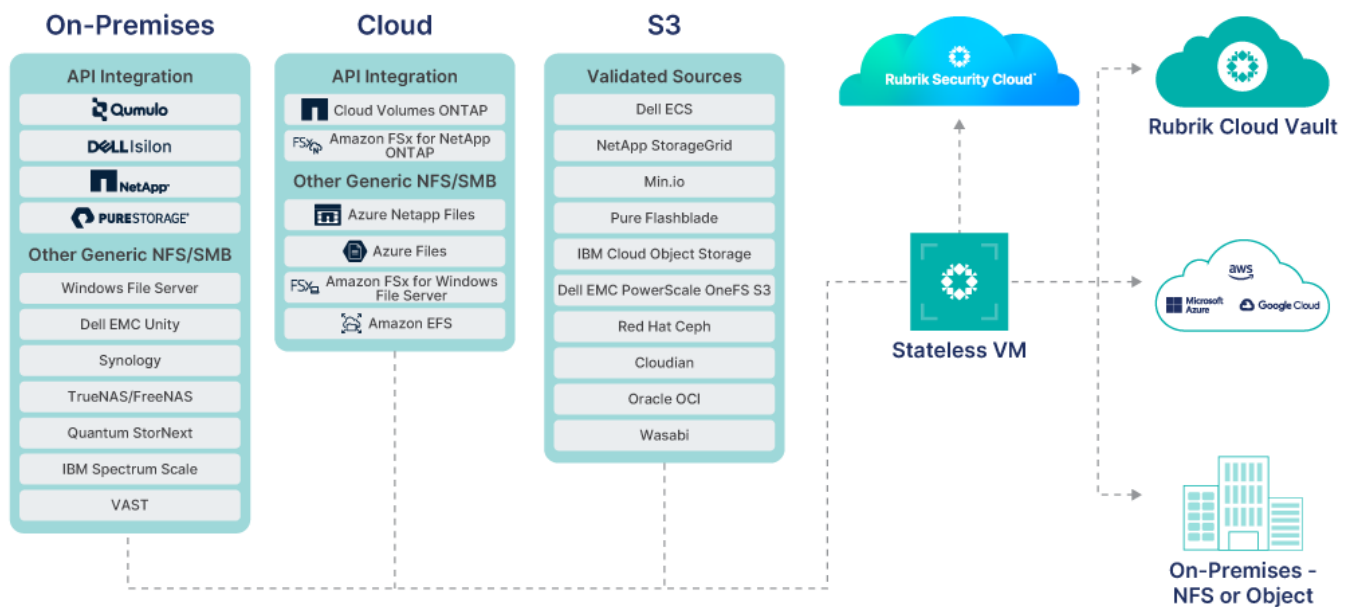 On-Premises
API Integration
Qumulo
DELL Isilon
NetApp
PURESTORAGE
Other Generic NFS/SMB
Windows File Server
Dell EMC Unity
Synology
TrueNAS/FreeNAS
Quantum StorNext
IBM Spectrum Scale
VAST
Cloud
API Integration
Cloud Volumes ONTAP
FSx Amazon FSx for NetApp
ONTAP
Other Generic NFS/SMB
Azure Netapp Files
Azure Files
FSx Amazon FSx for Windows
File Server
Amazon EFS
S3
Validated Sources
Dell ECS
NetApp StorageGrid
Min.io
Pure Flashblade
IBM Cloud Object Storage
Dell EMC PowerScale OneFS S3
Red Hat Ceph
Cloudian
Oracle OCI
Wasabi
Rubrik Security Cloud
Stateless VM
Rubrik Cloud Vault
aws
Microsoft
Azure
Google Cloud
On-Premises -
NFS or Object